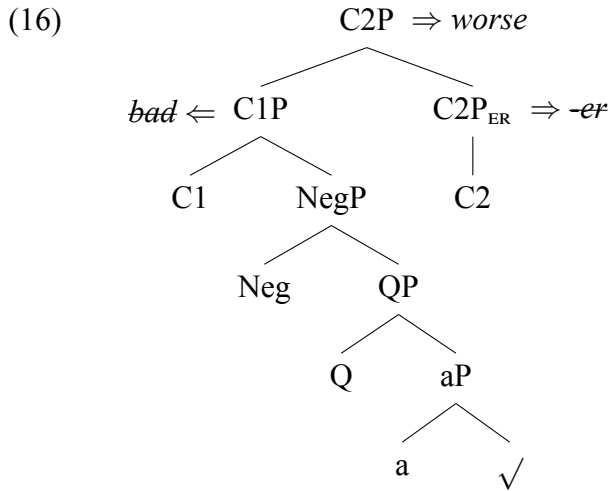 (16) C2P ⇒ worse
bad ⇐ C1P C2P_ER ⇒ -er
C1 NegP C2
Neg QP
Q aP
a √